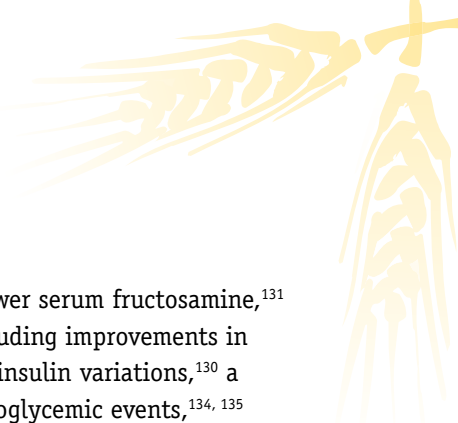 wer serum fructosamine,131
uding improvements in
insulin variations,130 a
oglycemic events,134, 135